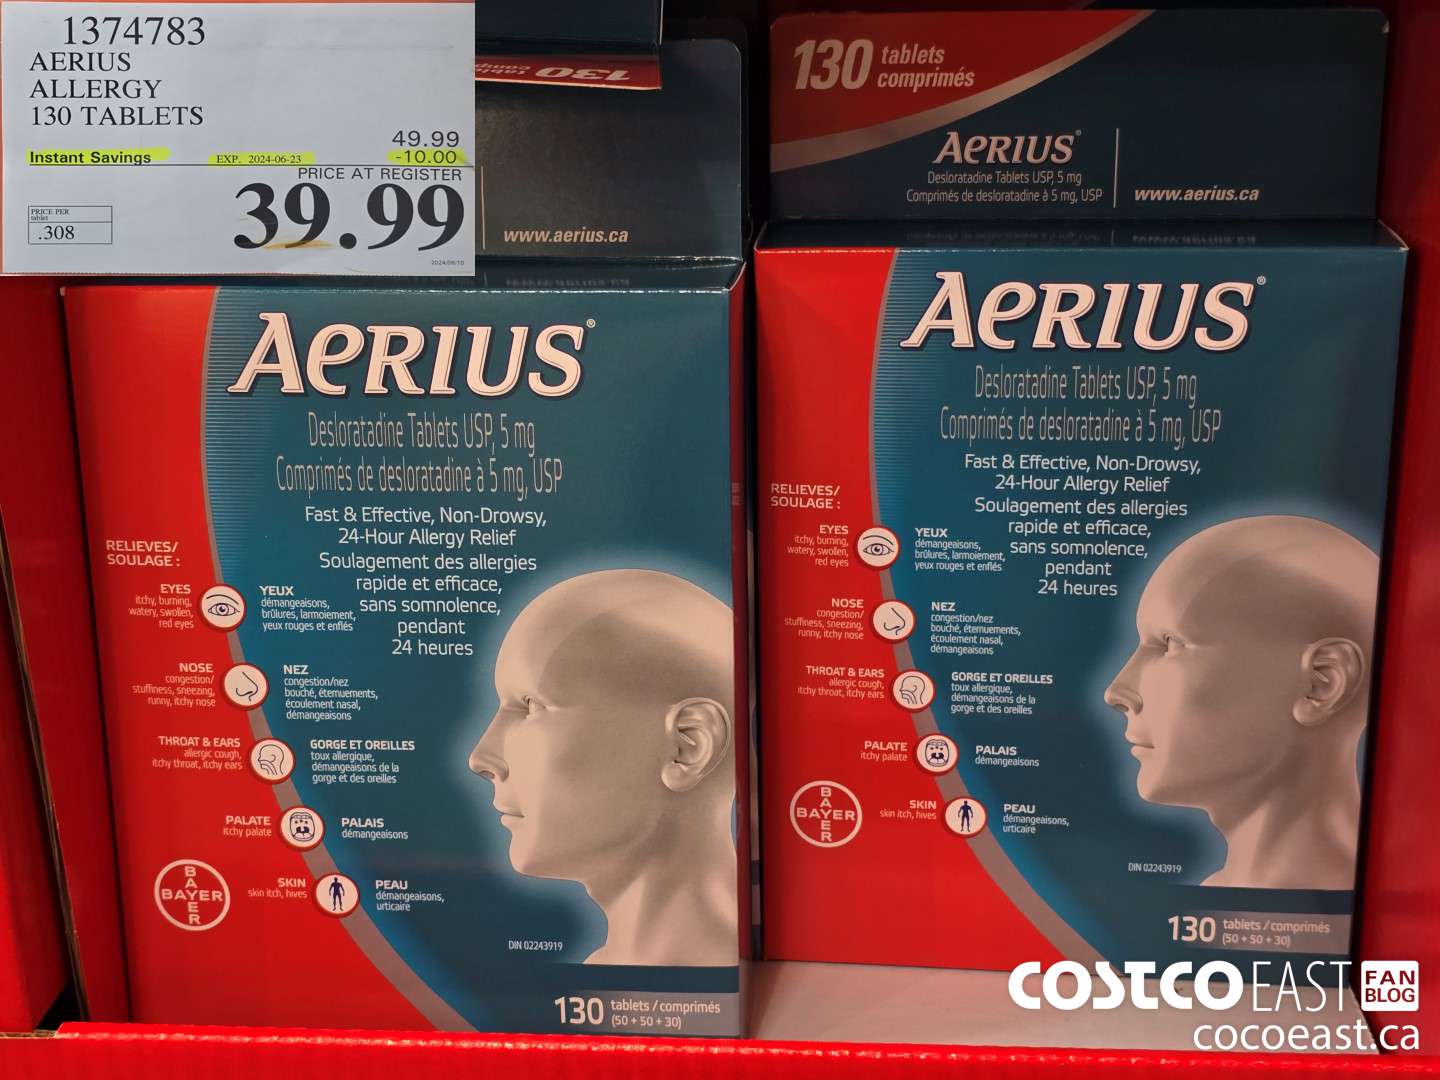 1374783
AERIUS
ALLERGY
130 TABLETS
49.99
Instant Savings EXP. 2024-06-23 -10.00
PRICE AT REGISTER
39.99
PRICE PER
tablet
.308
2024/06/10
130
www.aerius.ca
AERIUS®
Desloratadine Tablets USP, 5 mg
Comprimés de desloratadine à 5 mg, USP
Fast & Effective, Non-Drowsy,
24-Hour Allergy Relief
Soulagement des allergies
rapide et efficace,
sans somnolence,
pendant
24 heures
RELIEVES/
SOULAGE :
EYES
itchy, burning,
watery, swollen,
red eyes
YEUX
démangeaisons,
brûlures, larmoiement,
yeux rouges et enflés
NOSE
congestion/
stuffiness, sneezing,
runny, itchy nose
NEZ
congestion/nez
bouché, éternuements,
écoulement nasal,
démangeaisons
THROAT & EARS
allergic cough,
itchy throat, itchy ears
GORGE ET OREILLES
toux allergique,
démangeaisons de la
gorge et des oreilles
PALATE
itchy palate
PALAIS
démangeaisons
SKIN
skin itch, hives
PEAU
démangeaisons,
urticaire
BAYER
BAYER
DIN 02243919
130 tablets / comprimés
(50 + 50 + 30)
130 tablets
comprimés
AERIUS®
Desloratadine Tablets USP, 5 mg
Comprimés de desloratadine à 5 mg, USP
www.aerius.ca
AERIUS®
Desloratadine Tablets USP, 5 mg
Comprimés de desloratadine à 5 mg, USP
Fast & Effective, Non-Drowsy,
24-Hour Allergy Relief
Soulagement des allergies
rapide et efficace,
sans somnolence,
pendant
24 heures
RELIEVES/
SOULAGE :
EYES
itchy, burning,
watery, swollen,
red eyes
YEUX
démangeaisons,
brûlures, larmoiement,
yeux rouges et enflés
NOSE
congestion/
stuffiness, sneezing,
runny, itchy nose
NEZ
congestion/nez
bouché, éternuements,
écoulement nasal,
démangeaisons
THROAT & EARS
allergic cough,
itchy throat, itchy ears
GORGE ET OREILLES
toux allergique,
démangeaisons de la
gorge et des oreilles
PALATE
itchy palate
PALAIS
démangeaisons
SKIN
skin itch, hives
PEAU
démangeaisons,
urticaire
BAYER
BAYER
DIN 02243919
130 tablets / comprimés
(50 + 50 + 30)
COSTCO EAST FAN
BLOG
cocoeast.ca